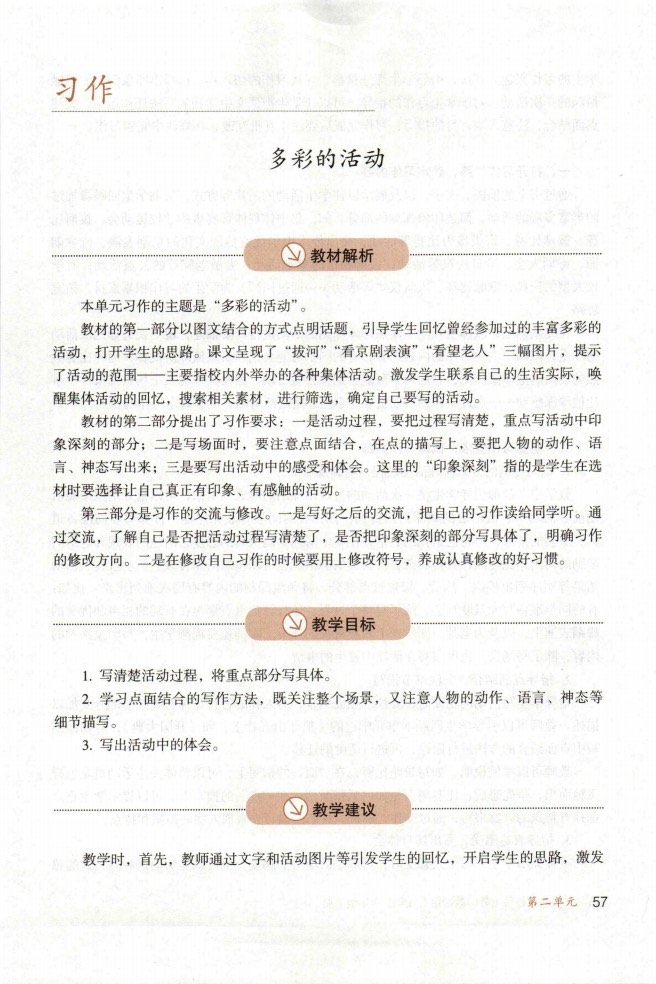 习作
多彩的活动
教材解析
本单元习作的主题是“多彩的活动”。
教材的第一部分以图文结合的方式点明话题，引导学生回忆曾经参加过的丰富多彩的
活动，打开学生的思路。课文呈现了“拔河”“看京剧表演”“看望老人”三幅图片，提示
了活动的范围——主要指校内外举办的各种集体活动。激发学生联系自己的生活实际，唤
醒集体活动的回忆，搜索相关素材，进行筛选，确定自己要写的活动。
教材的第二部分提出了习作要求：一是活动过程，要把过程写清楚，重点写活动中印
象深刻的部分；二是写场面时，要注意点面结合，在点的描写上，要把人物的动作、语
言、神态写出来；三是要写出活动中的感受和体会。这里的“印象深刻”指的是学生在选
材时要选择让自己真正有印象、有感触的活动。
第三部分是习作的交流与修改。一是写好之后的交流，把自己的习作读给同学听。通
过交流，了解自己是否把活动过程写清楚了，是否把印象深刻的部分写具体了，明确习作
的修改方向。二是在修改自己习作的时候要用上修改符号，养成认真修改的好习惯。
教学目标
1. 写清楚活动过程，将重点部分写具体。
2. 学习点面结合的写作方法，既关注整个场景，又注意人物的动作、语言、神态等
细节描写。
3. 写出活动中的体会。
教学建议
教学时，首先，教师通过文字和活动图片等引发学生的回忆，开启学生的思路，激发
第二单元 57